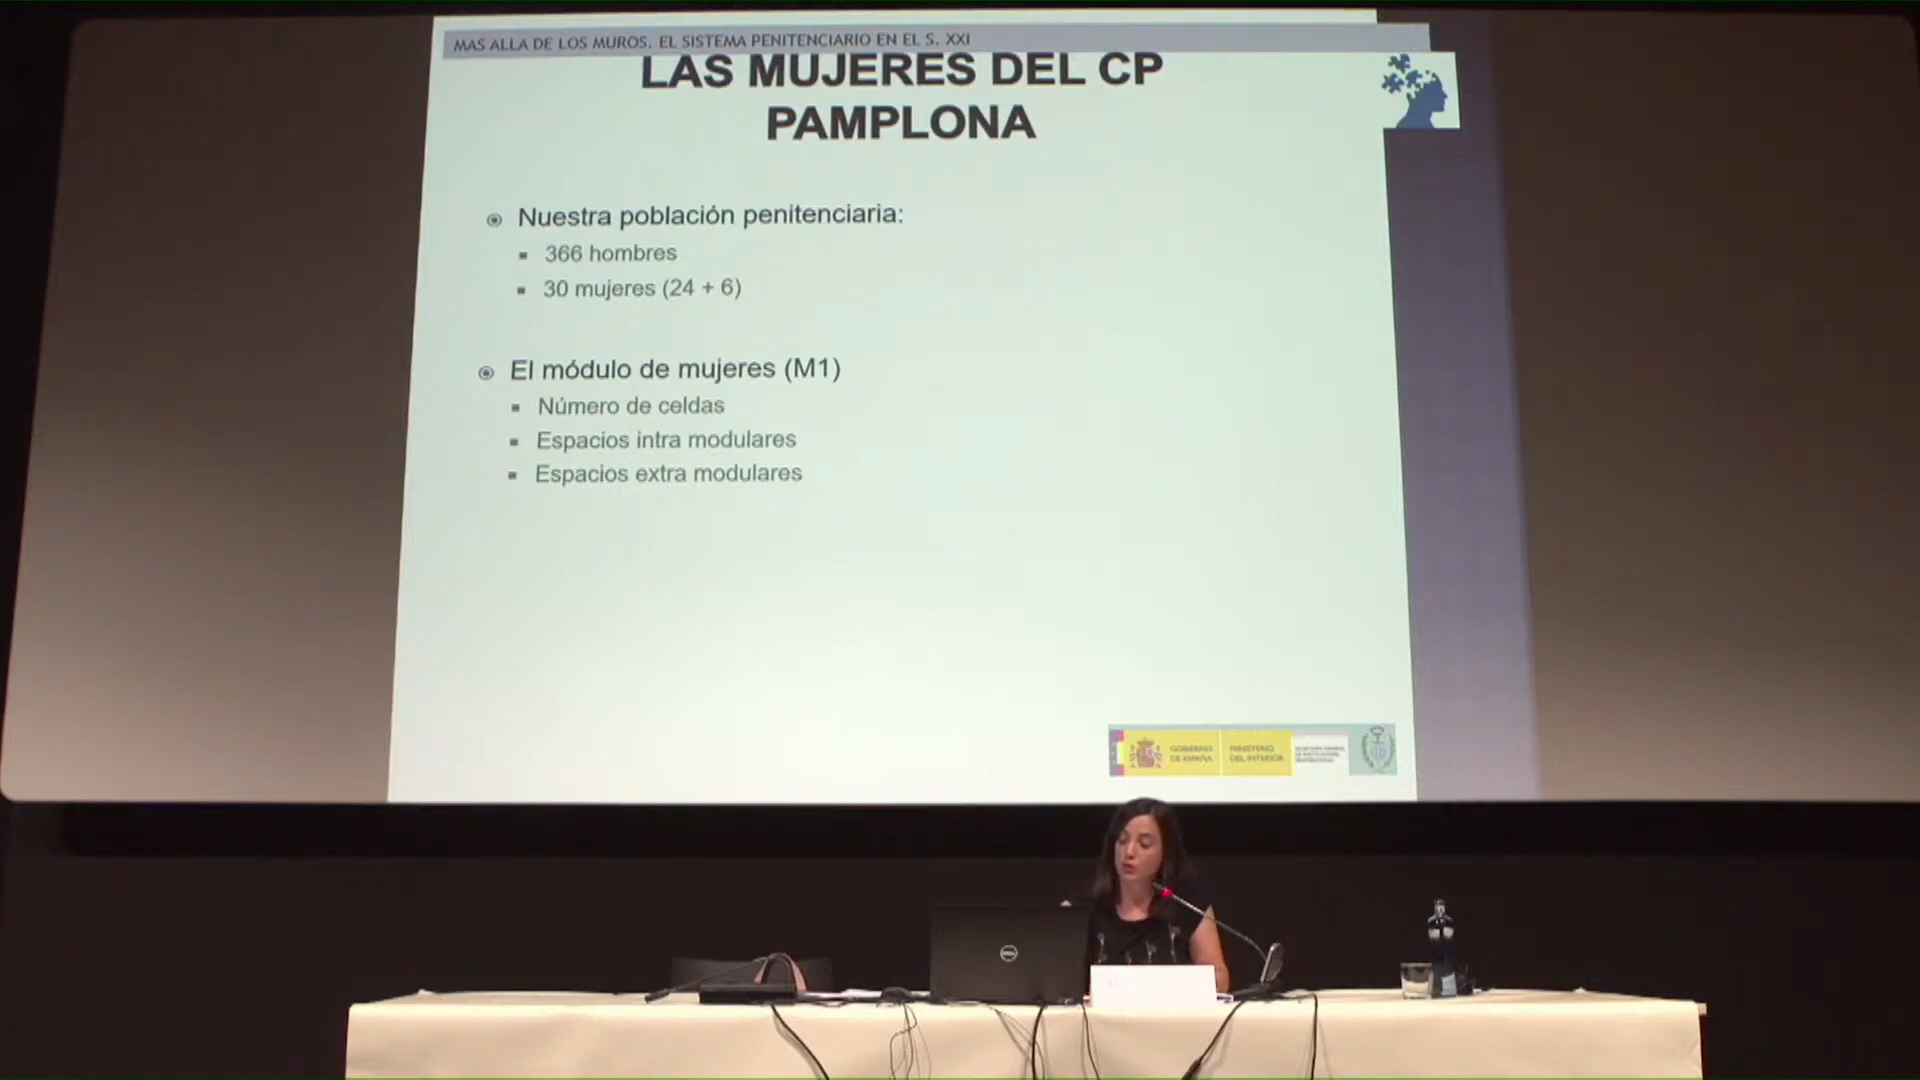 MAS ALLA DE LOS MUROS. EL SISTEMA PENITENCIARIO EN EL S. XXI
LAS MUJERES DEL CP
PAMPLONA
Nuestra población penitenciaria:
366 hombres
30 mujeres (24 + 6)
El módulo de mujeres (M1)
Número de celdas
Espacios intra modulares
Espacios extra modulares
GOBIERNO
DE ESPAÑA
MINISTERIO
DEL INTERIOR
DELL